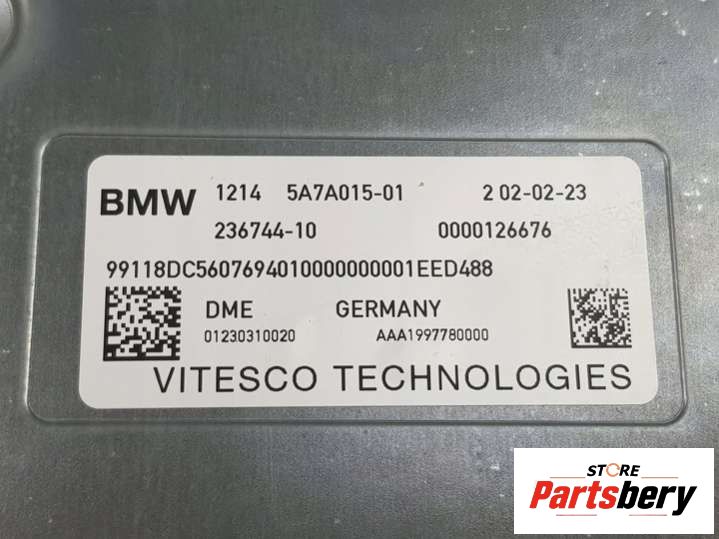 BMW 1214 5A7A015-01 2 02-02-23
236744-10 0000126676
99118DC5607694010000000001EED488
DME GERMANY
01230310020 AAA1997780000
VITESCO TECHNOLOGIES
STORE
Partsbery